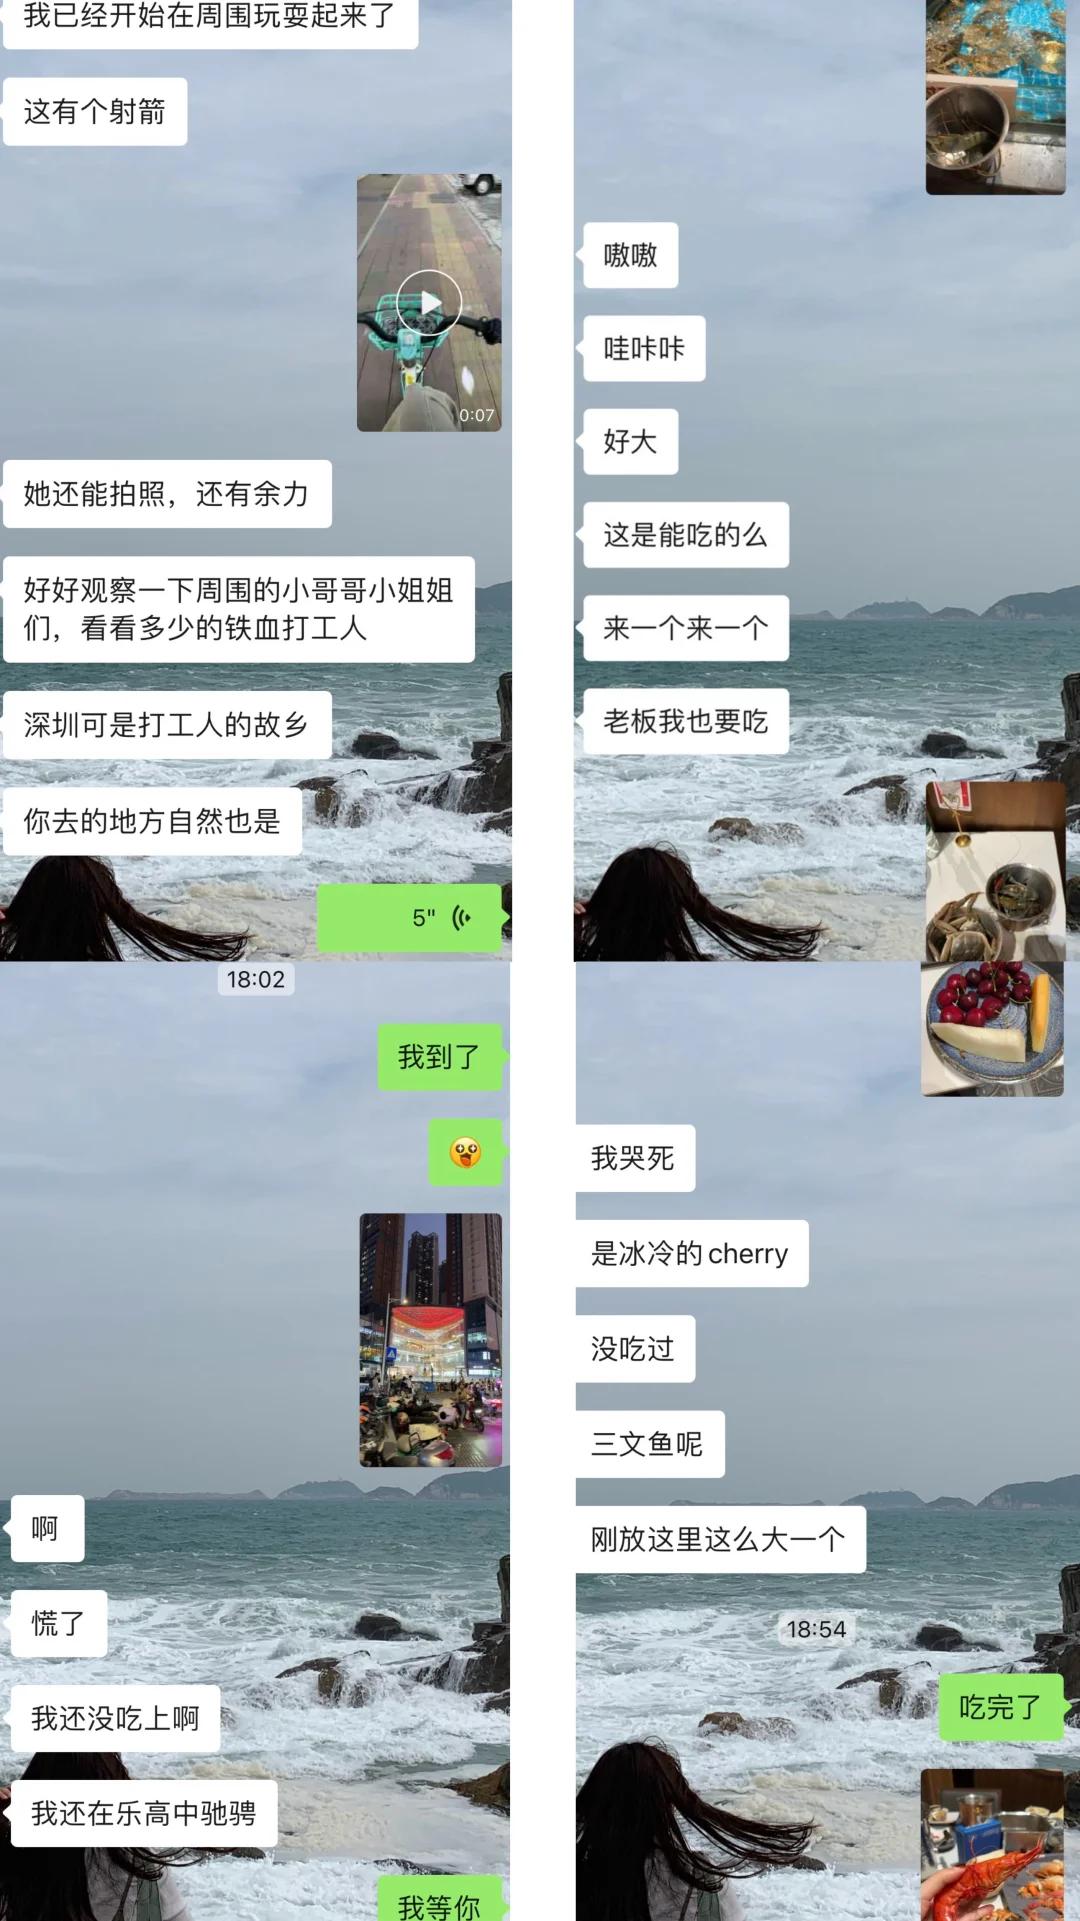 我已经开始在周围玩耍起来了
这有个射箭
0:07
她还能拍照，还有余力
好好观察一下周围的小哥哥小姐姐
们，看看多少的铁血打工人
深圳可是打工人的故乡
你去的地方自然也是
5"
嗷嗷
哇咔咔
好大
这是能吃的么
来一个来一个
老板我也要吃
18:02
我到了
啊
慌了
我还没吃上啊
我还在乐高中驰骋
我等你
我哭死
是冰冷的cherry
没吃过
三文鱼呢
刚放这里这么大一个
18:54
吃完了